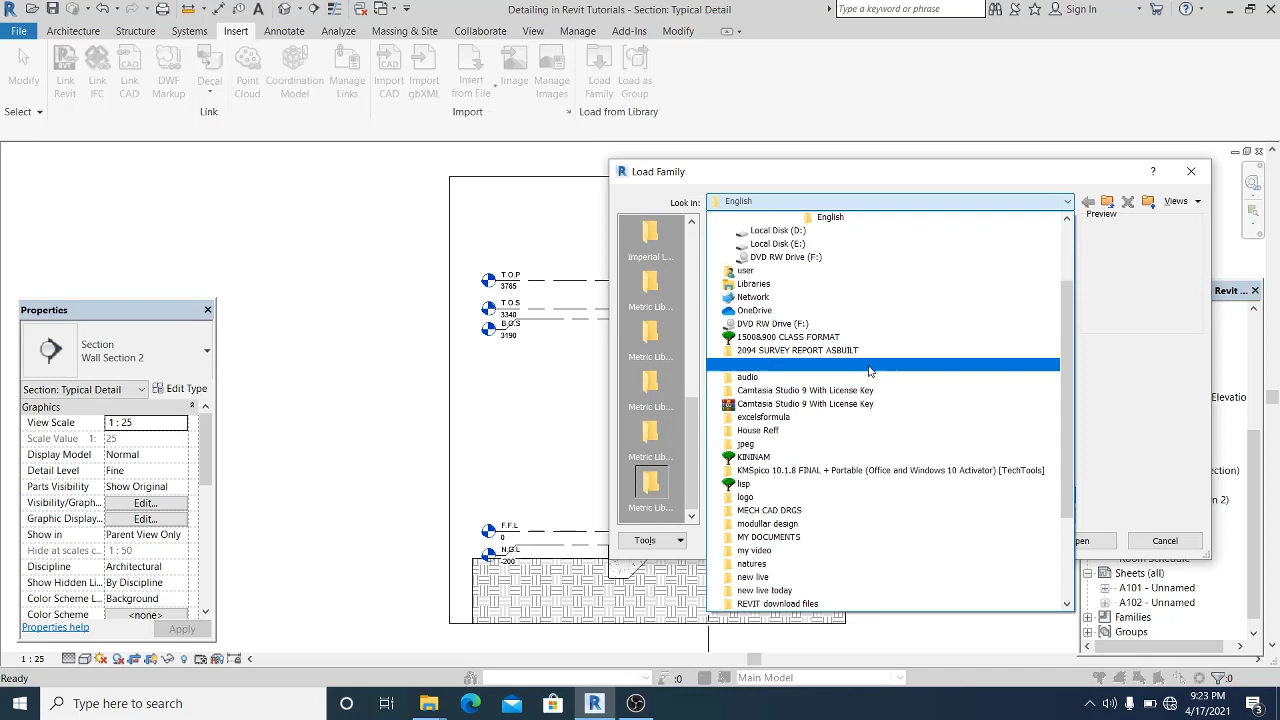 Detailing in Revit Tutorials - Section: Typical Detail
Type a keyword or phrase
Sign In
File
Architecture
Structure
Systems
Insert
Annotate
Analyze
Massing & Site
Collaborate
View
Manage
Add-Ins
Modify
Modify
Link Revit
Link IFC
Link CAD
DWF Markup
Decal
Point Cloud
Coordination Model
Manage Links
Import CAD
Import gbXML
Insert from File
Image
Manage Images
Load Family
Load as Group
Select
Link
Import
Load from Library
Load Family
Look in:
English
Views
Preview
Imperial L...
Metric Lib...
Metric Lib...
Metric Lib...
Metric Lib...
Metric Lib...
Tools
English
Local Disk (D:)
Local Disk (E:)
DVD RW Drive (F:)
user
Libraries
Network
OneDrive
DVD RW Drive (F:)
1500&900 CLASS FORMAT
2094 SURVEY REPORT ASBUILT
audio
Camtasia Studio 9 With License Key
Camtasia Studio 9 With License Key
excelsformula
House Reff
jpeg
KININAM
KMSpico 10.1.8 FINAL + Portable (Office and Windows 10 Activator) [TechTools]
lisp
logo
MECH CAD DRGS
modullar design
MY DOCUMENTS
my video
natures
new live
new live today
REVIT download files
pen
Cancel
T.O.P
3765
T.O.S
3340
B.O.S
3190
F.F.L
0
N.G.L
-200
Properties
Section
Wall Section 2
Section: Typical Detail
Edit Type
Graphics
View Scale
1 : 25
Scale Value 1:
25
Display Model
Normal
Detail Level
Fine
Parts Visibility
Show Original
Visibility/Graph...
Edit...
Graphic Display...
Edit...
Show in
Parent View Only
Hide at scales c...
1 : 50
Discipline
Architectural
Show Hidden Li...
By Discipline
Color Scheme L...
Background
Color Scheme
<none>
Properties help
Apply
Revit ...
Elevatio
ction)
n 2)
Room Schedule
Sheets (all)
A101 - Unnamed
A102 - Unnamed
Families
Groups
1 : 25
Ready
:0
Main Model
:0
Type here to search
9:23 PM
4/17/2021
3